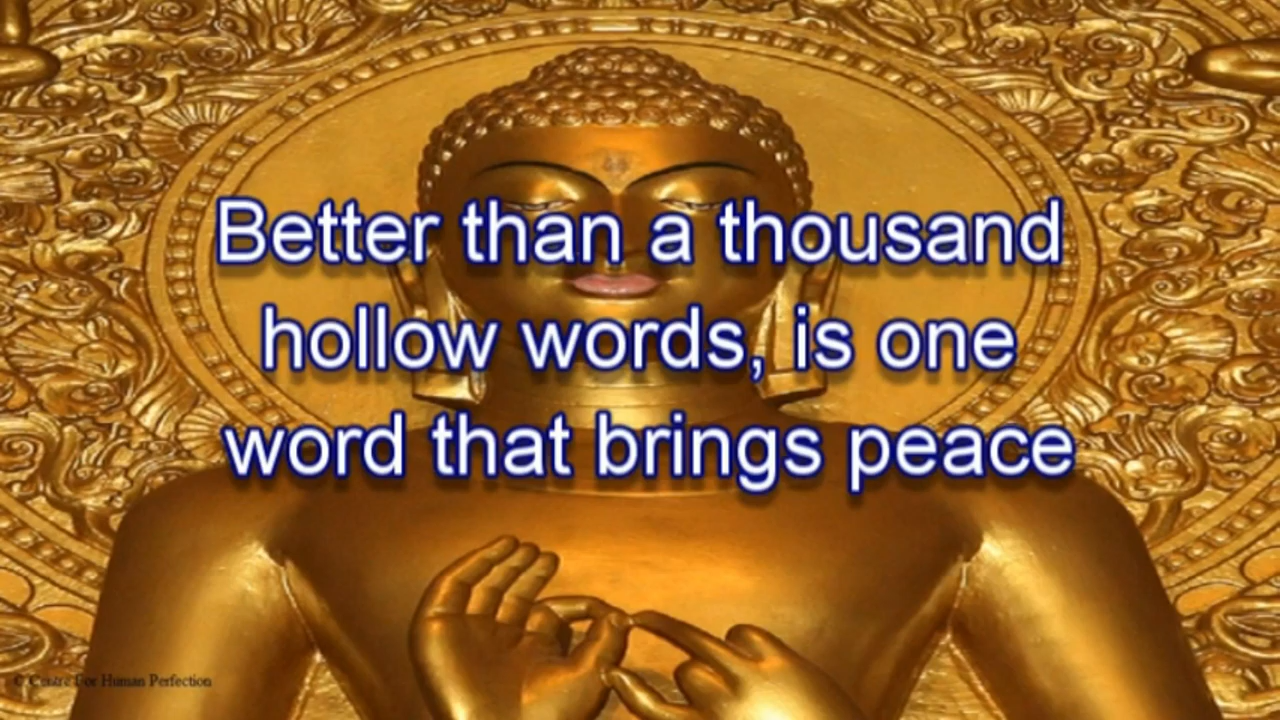 Better than a thousand
hollow words, is one
word that brings peace
© Centre For Human Perfection